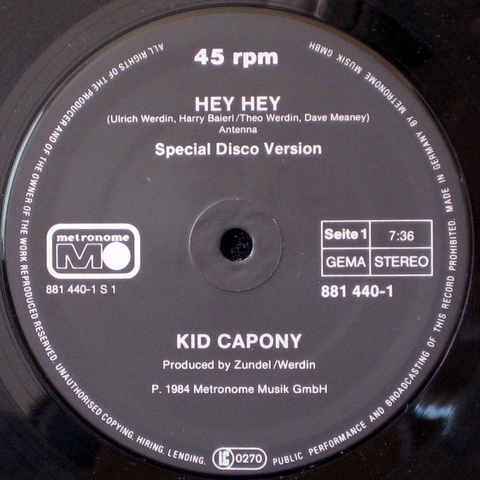 45 rpm
HEY HEY
(Ulrich Werdin, Harry Baierl/Theo Werdin, Dave Meaney)
Antenna
Special Disco Version
metronome
M
881 440-1 S 1
Seite 1
7:36
GEMA
STEREO
881 440-1
KID CAPONY
Produced by Zundel/Werdin
P. 1984 Metronome Musik GmbH
ALL RIGHTS OF THE PRODUCER AND OF THE OWNER OF THE WORK REPRODUCED RESERVED. UNAUTHORISED COPYING, HIRING, LENDING,
LC 0270
PUBLIC PERFORMANCE AND BROADCASTING OF THIS RECORD PROHIBITED. MADE IN GERMANY BY METRONOME MUSIK GMBH